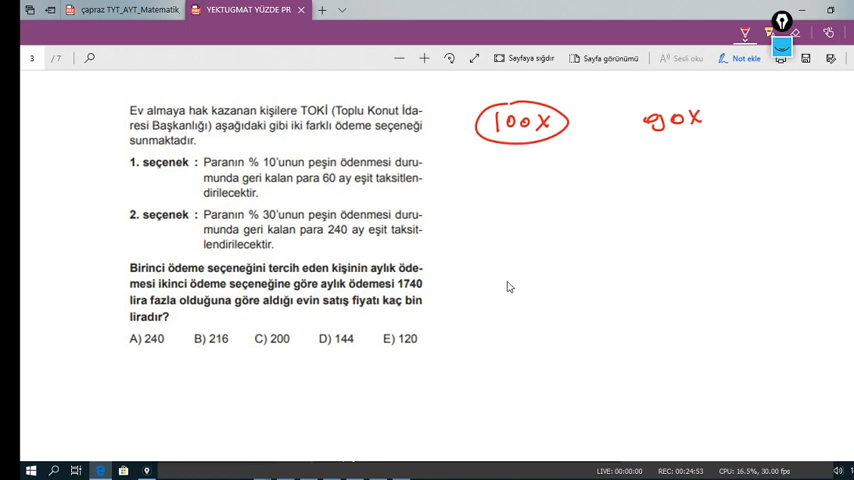 çapraz TYT_AYT_Matematik
YEKTUGMAT YÜZDE PR
3 / 7
Sayfaya sığdır
Sayfa görünümü
Sesli oku
Not ekle
Ev almaya hak kazanan kişilere TOKİ (Toplu Konut İda-
resi Başkanlığı) aşağıdaki gibi iki farklı ödeme seçeneği
sunmaktadır.
1. seçenek : Paranın % 10'unun peşin ödenmesi duru-
munda geri kalan para 60 ay eşit taksitlen-
dirilecektir.
2. seçenek : Paranın % 30'unun peşin ödenmesi duru-
munda geri kalan para 240 ay eşit taksit-
lendirilecektir.
Birinci ödeme seçeneğini tercih eden kişinin aylık öde-
mesi ikinci ödeme seçeneğine göre aylık ödemesi 1740
lira fazla olduğuna göre aldığı evin satış fiyatı kaç bin
liradır?
A) 240 B) 216 C) 200 D) 144 E) 120
100x 90x
LIVE: 00:00:00 REC: 00:24:53 CPU: 16.5%, 30.00 fps